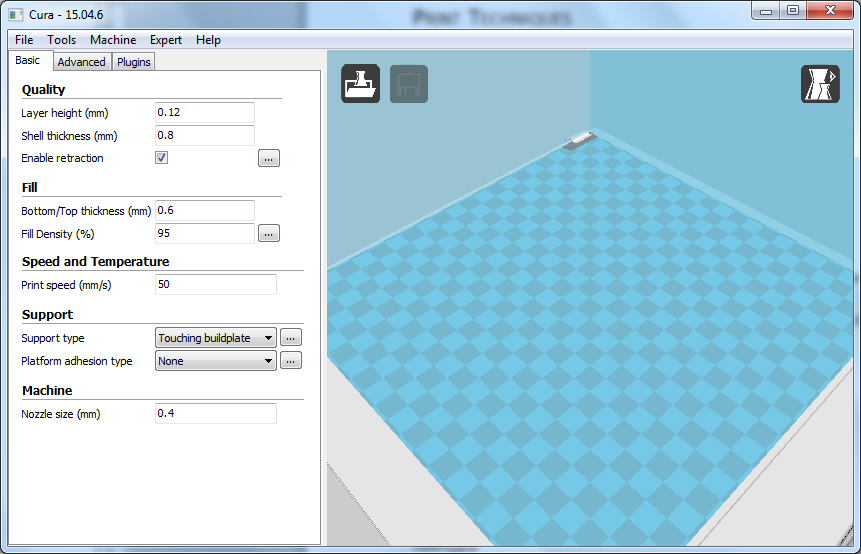 PRINT TECHNIQUES
Cura - 15.04.6
File Tools Machine Expert Help
Basic Advanced Plugins
Quality
Layer height (mm) 0.12
Shell thickness (mm) 0.8
Enable retraction ...
Fill
Bottom/Top thickness (mm) 0.6
Fill Density (%) 95 ...
Speed and Temperature
Print speed (mm/s) 50
Support
Support type Touching buildplate ...
Platform adhesion type None ...
Machine
Nozzle size (mm) 0.4